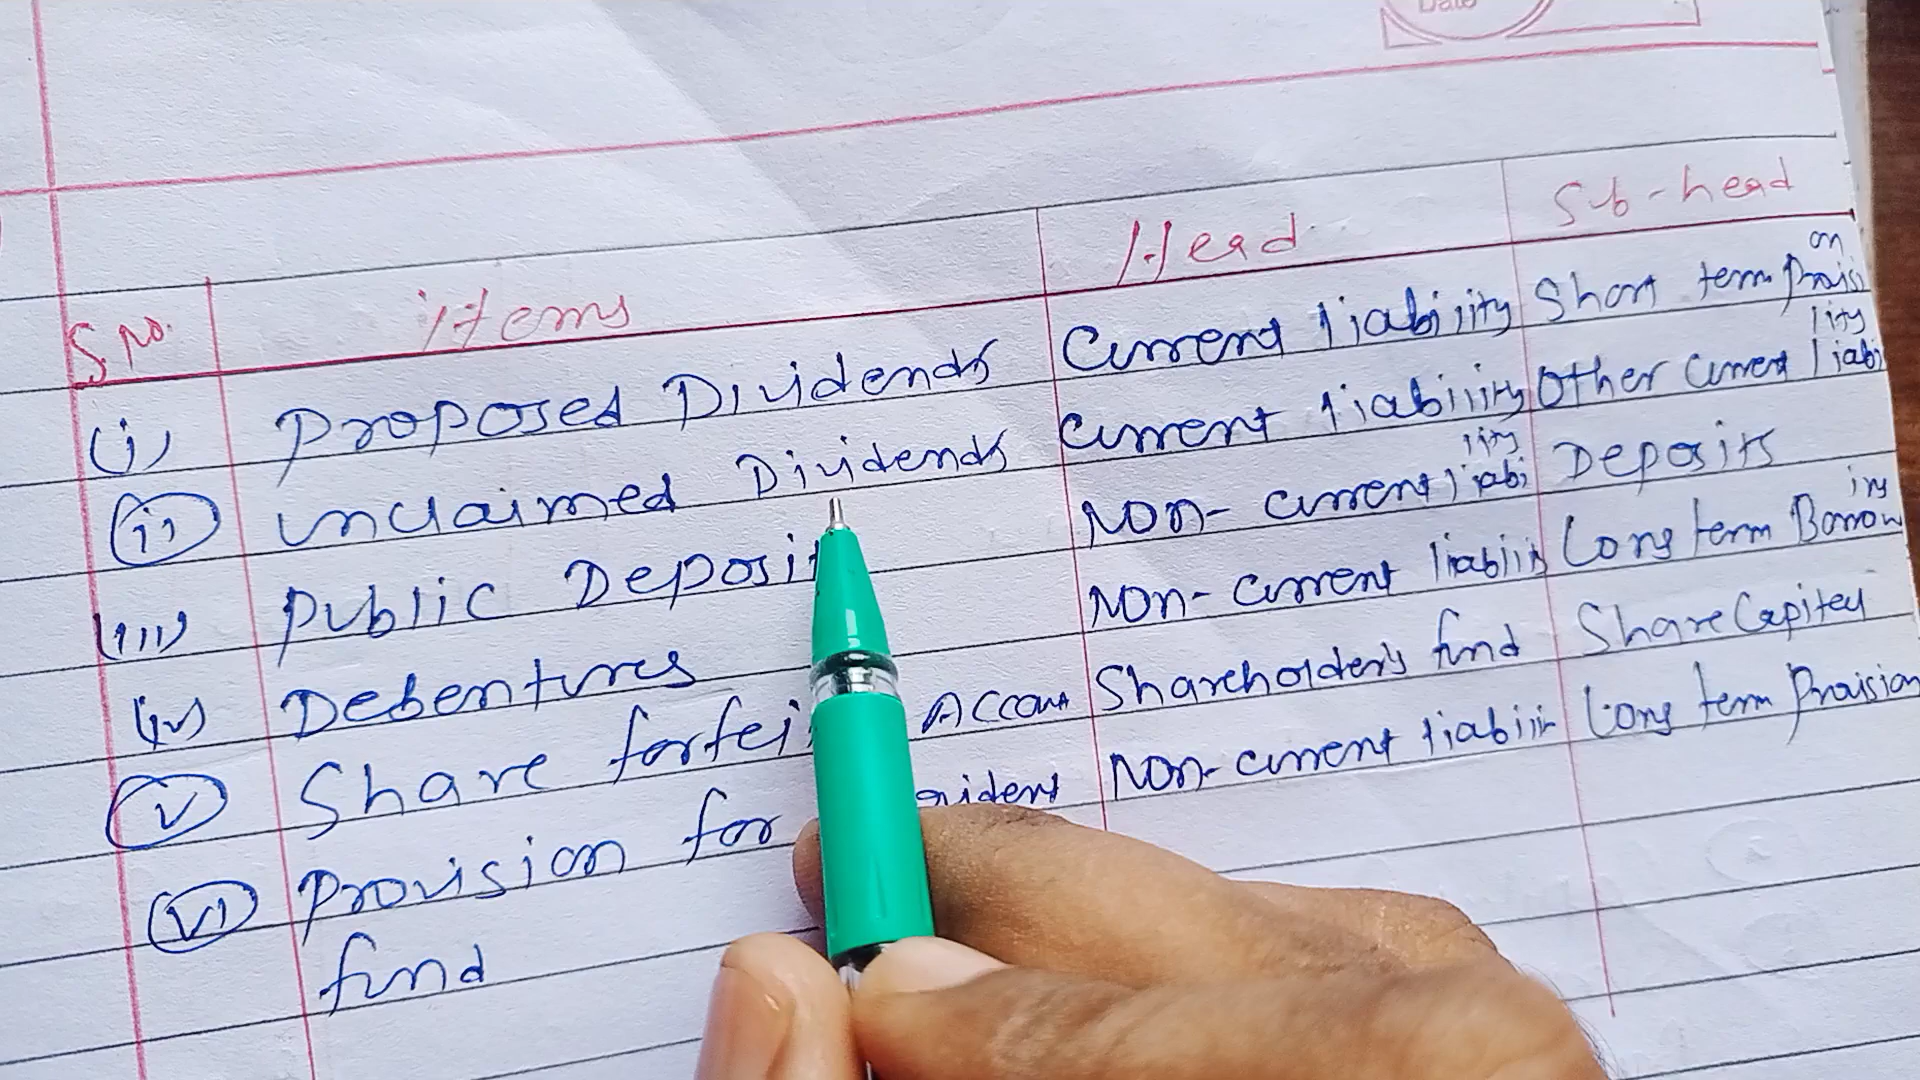 Date
S.No. Items Head Sub-head
(i) Proposed Dividends Current liability Short term Provision
(ii) unclaimed Dividends Current liability Other current liability
(iii) Public Deposit Non-current liability Deposits
(iv) Debentures Non-current liability Long term Borrowing
(v) Share forfei Account Shareholder's fund Share Capital
(vi) Provision for Non-current liability Long term Provision
fund